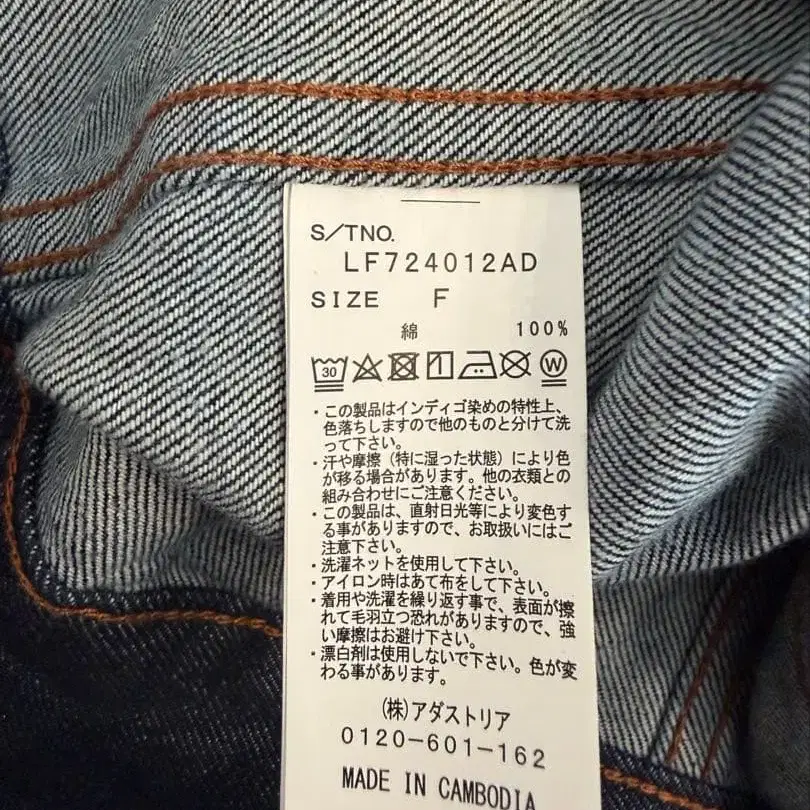 S/TNO.
LF724012AD
SIZE F
綿 100%
30 W
・この製品はインディゴ染めの特性上、
色落ちしますので他のものと分けて洗
って下さい。
・汗や摩擦（特に湿った状態）により色
が移る場合があります。他の衣類との
組み合わせにご注意ください。
・この製品は、直射日光等により変色す
る事がありますので、お取扱いにはご
注意下さい。
・洗濯ネットを使用して下さい。
・アイロン時はあて布をして下さい。
・着用や洗濯を繰り返す事で、表面が擦
れて毛羽立つ恐れがありますので、強
い摩擦はお避け下さい。
・漂白剤は使用しないで下さい。色が変
わる事があります。
(株)アダストリア
0120-601-162
MADE IN CAMBODIA